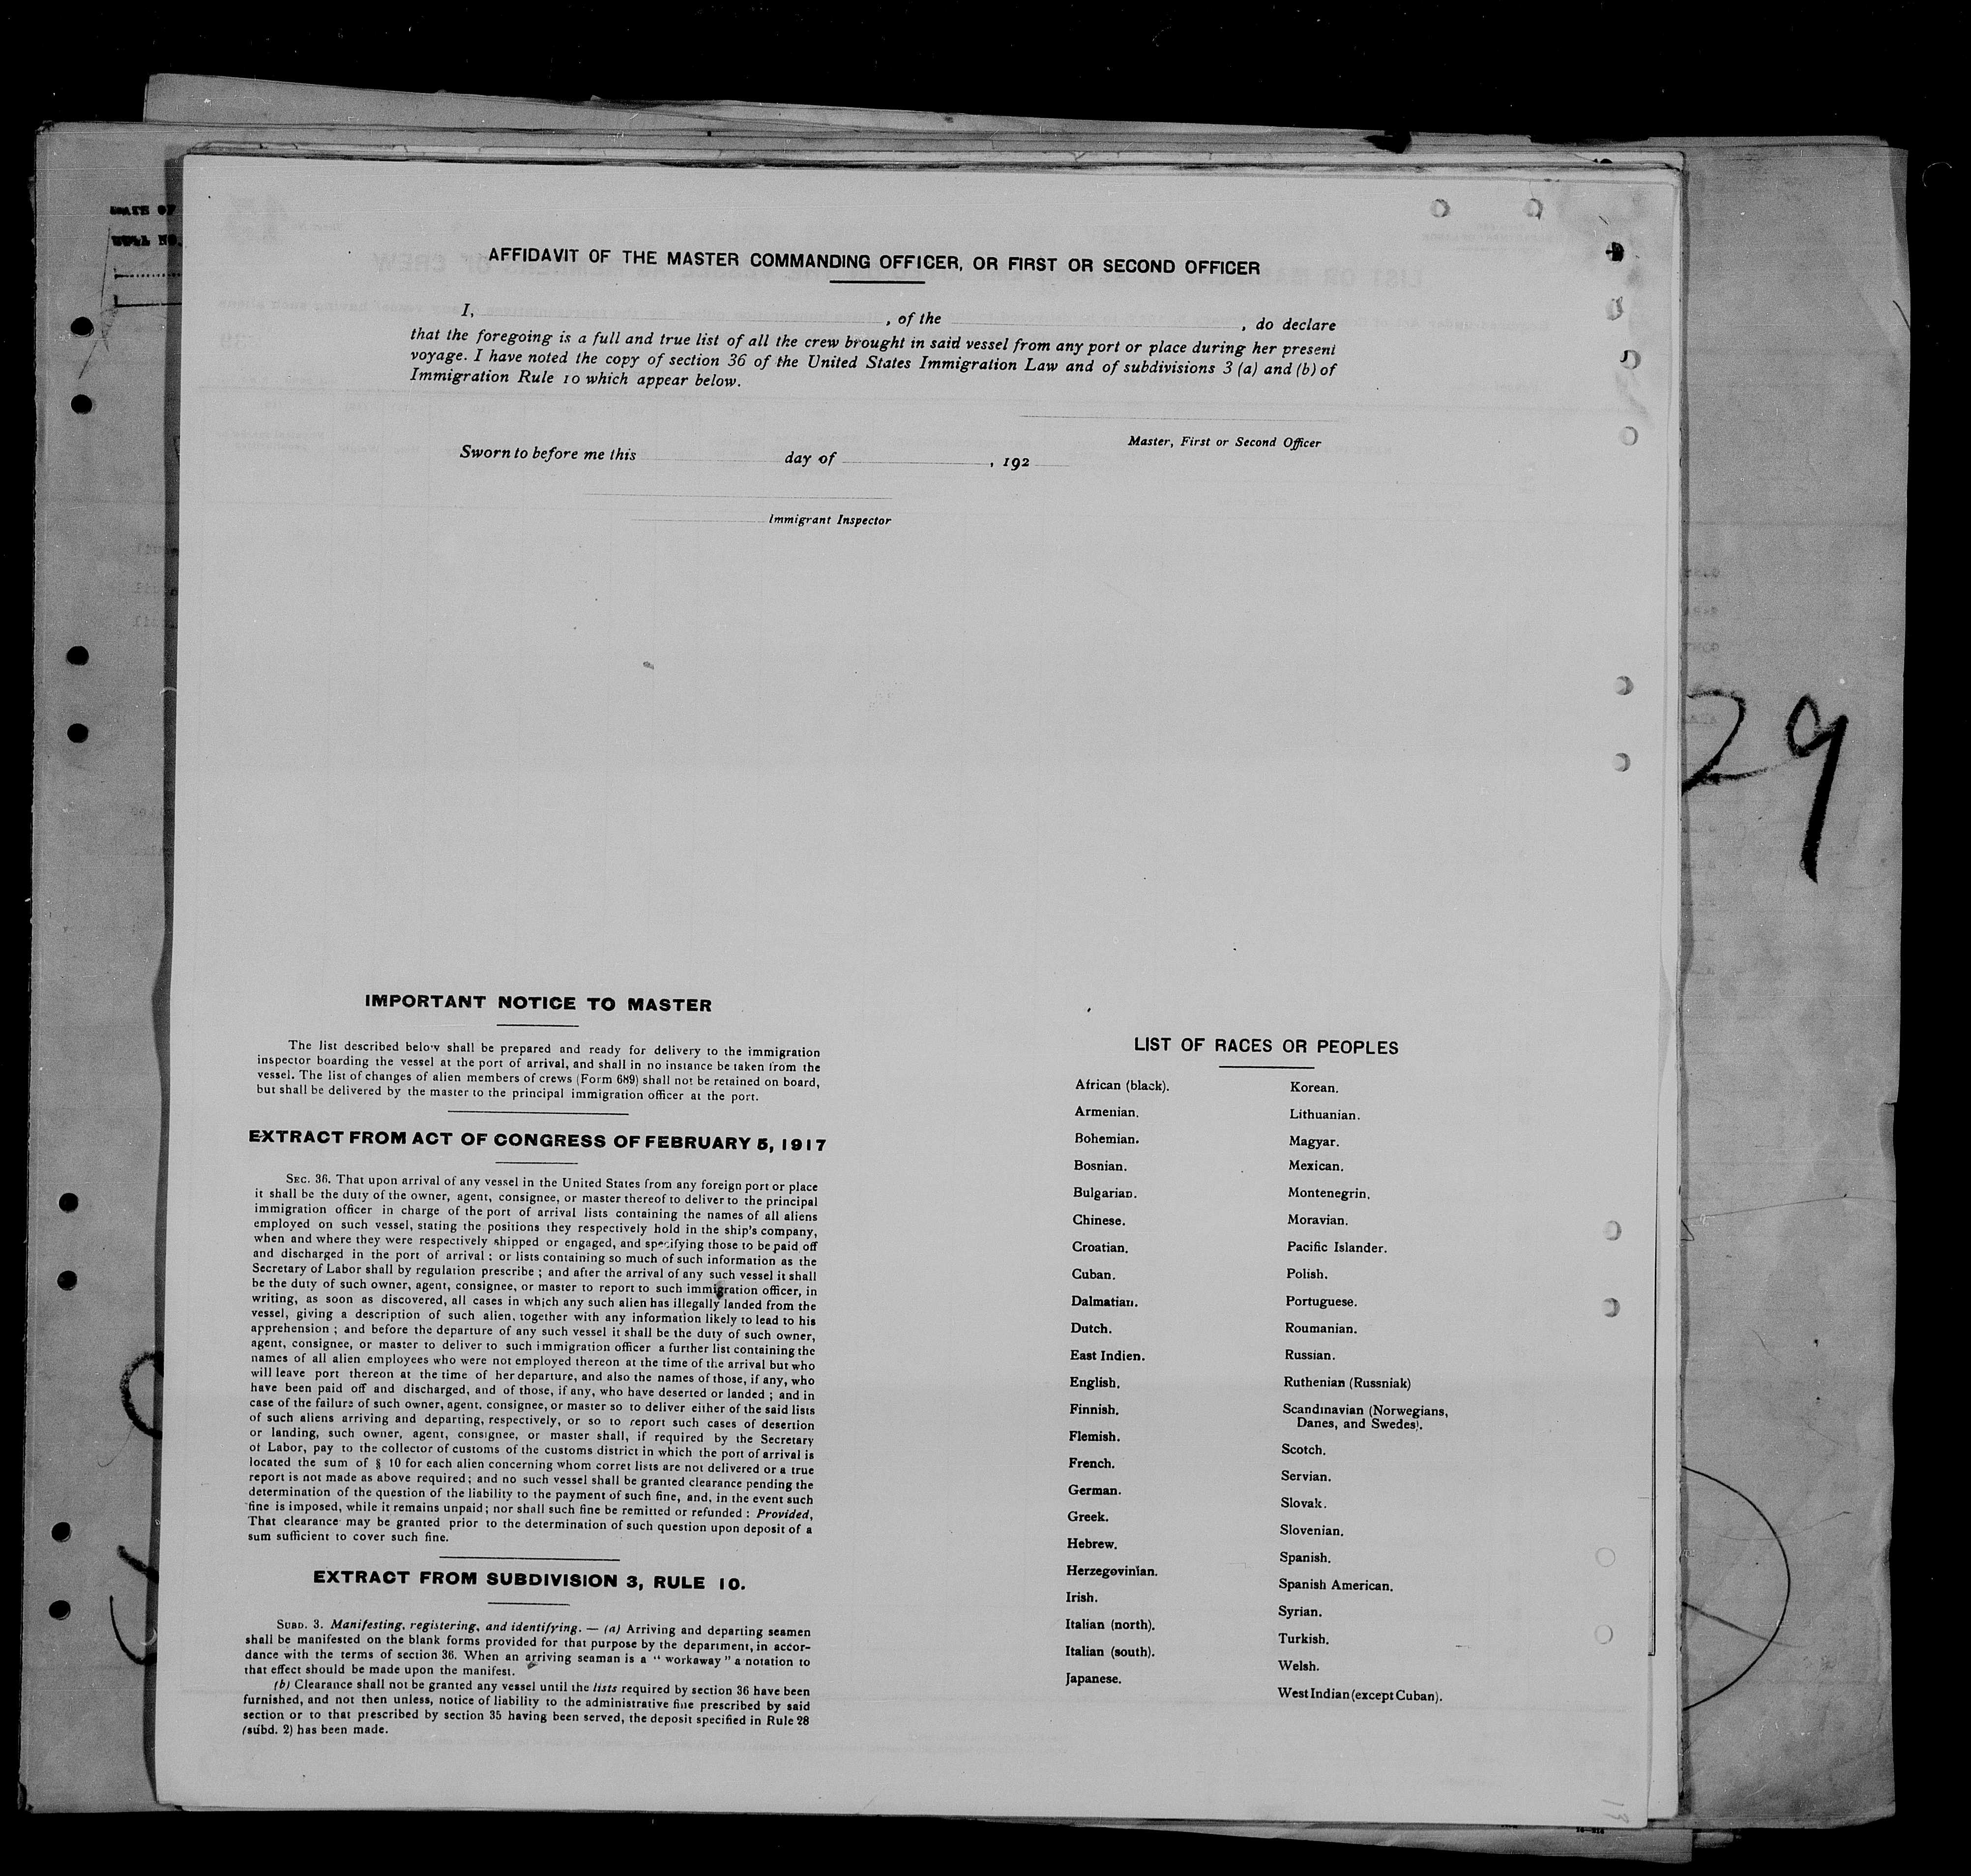 AFFIDAVIT OF THE MASTER COMMANDING OFFICER, OR FIRST OR SECOND OFFICER
I, , of the , do declare
that the foregoing is a full and true list of all the crew brought in said vessel from any port or place during her present
voyage. I have noted the copy of section 36 of the United States Immigration Law and of subdivisions 3 (a) and (b) of
Immigration Rule 10 which appear below.
Master, First or Second Officer
Sworn to before me this day of , 192
Immigrant Inspector
29
IMPORTANT NOTICE TO MASTER
The list described below shall be prepared and ready for delivery to the immigration
inspector boarding the vessel at the port of arrival, and shall in no instance be taken from the
vessel. The list of changes of alien members of crews (Form 689) shall not be retained on board,
but shall be delivered by the master to the principal immigration officer at the port.
EXTRACT FROM ACT OF CONGRESS OF FEBRUARY 5, 1917
SEC. 36. That upon arrival of any vessel in the United States from any foreign port or place
it shall be the duty of the owner, agent, consignee, or master thereof to deliver to the principal
immigration officer in charge of the port of arrival lists containing the names of all aliens
employed on such vessel, stating the positions they respectively hold in the ship's company,
when and where they were respectively shipped or engaged, and specifying those to be paid off
and discharged in the port of arrival ; or lists containing so much of such information as the
Secretary of Labor shall by regulation prescribe ; and after the arrival of any such vessel it shall
be the duty of such owner, agent, consignee, or master to report to such immigration officer, in
writing, as soon as discovered, all cases in which any such alien has illegally landed from the
vessel, giving a description of such alien, together with any information likely to lead to his
apprehension ; and before the departure of any such vessel it shall be the duty of such owner,
agent, consignee, or master to deliver to such immigration officer a further list containing the
names of all alien employees who were not employed thereon at the time of the arrival but who
will leave port thereon at the time of her departure, and also the names of those, if any, who
have been paid off and discharged, and of those, if any, who have deserted or landed ; and in
case of the failure of such owner, agent, consignee, or master so to deliver either of the said lists
of such aliens arriving and departing, respectively, or so to report such cases of desertion
or landing, such owner, agent, consignee, or master shall, if required by the Secretary
of Labor, pay to the collector of customs of the customs district in which the port of arrival is
located the sum of § 10 for each alien concerning whom corret lists are not delivered or a true
report is not made as above required ; and no such vessel shall be granted clearance pending the
determination of the question of the liability to the payment of such fine, and, in the event such
fine is imposed, while it remains unpaid ; nor shall such fine be remitted or refunded : Provided,
That clearance may be granted prior to the determination of such question upon deposit of a
sum sufficient to cover such fine.
EXTRACT FROM SUBDIVISION 3, RULE 10.
SUBD. 3. Manifesting, registering, and identifying. — (a) Arriving and departing seamen
shall be manifested on the blank forms provided for that purpose by the department, in accor-
dance with the terms of section 36. When an arriving seaman is a " workaway " a notation to
that effect should be made upon the manifest.
(b) Clearance shall not be granted any vessel until the lists required by section 36 have been
furnished, and not then unless, notice of liability to the administrative fine prescribed by said
section or to that prescribed by section 35 having been served, the deposit specified in Rule 28
(subd. 2) has been made.
LIST OF RACES OR PEOPLES
African (black).
Armenian.
Bohemian.
Bosnian.
Bulgarian.
Chinese.
Croatian.
Cuban.
Dalmatian.
Dutch.
East Indien.
English.
Finnish.
Flemish.
French.
German.
Greek.
Hebrew.
Herzegovinian.
Irish.
Italian (north).
Italian (south).
Japanese.
Korean.
Lithuanian.
Magyar.
Mexican.
Montenegrin.
Moravian.
Pacific Islander.
Polish.
Portuguese.
Roumanian.
Russian.
Ruthenian (Russniak)
Scandinavian (Norwegians,
Danes, and Swedes).
Scotch.
Servian.
Slovak.
Slovenian.
Spanish.
Spanish American.
Syrian.
Turkish.
Welsh.
West Indian (except Cuban).